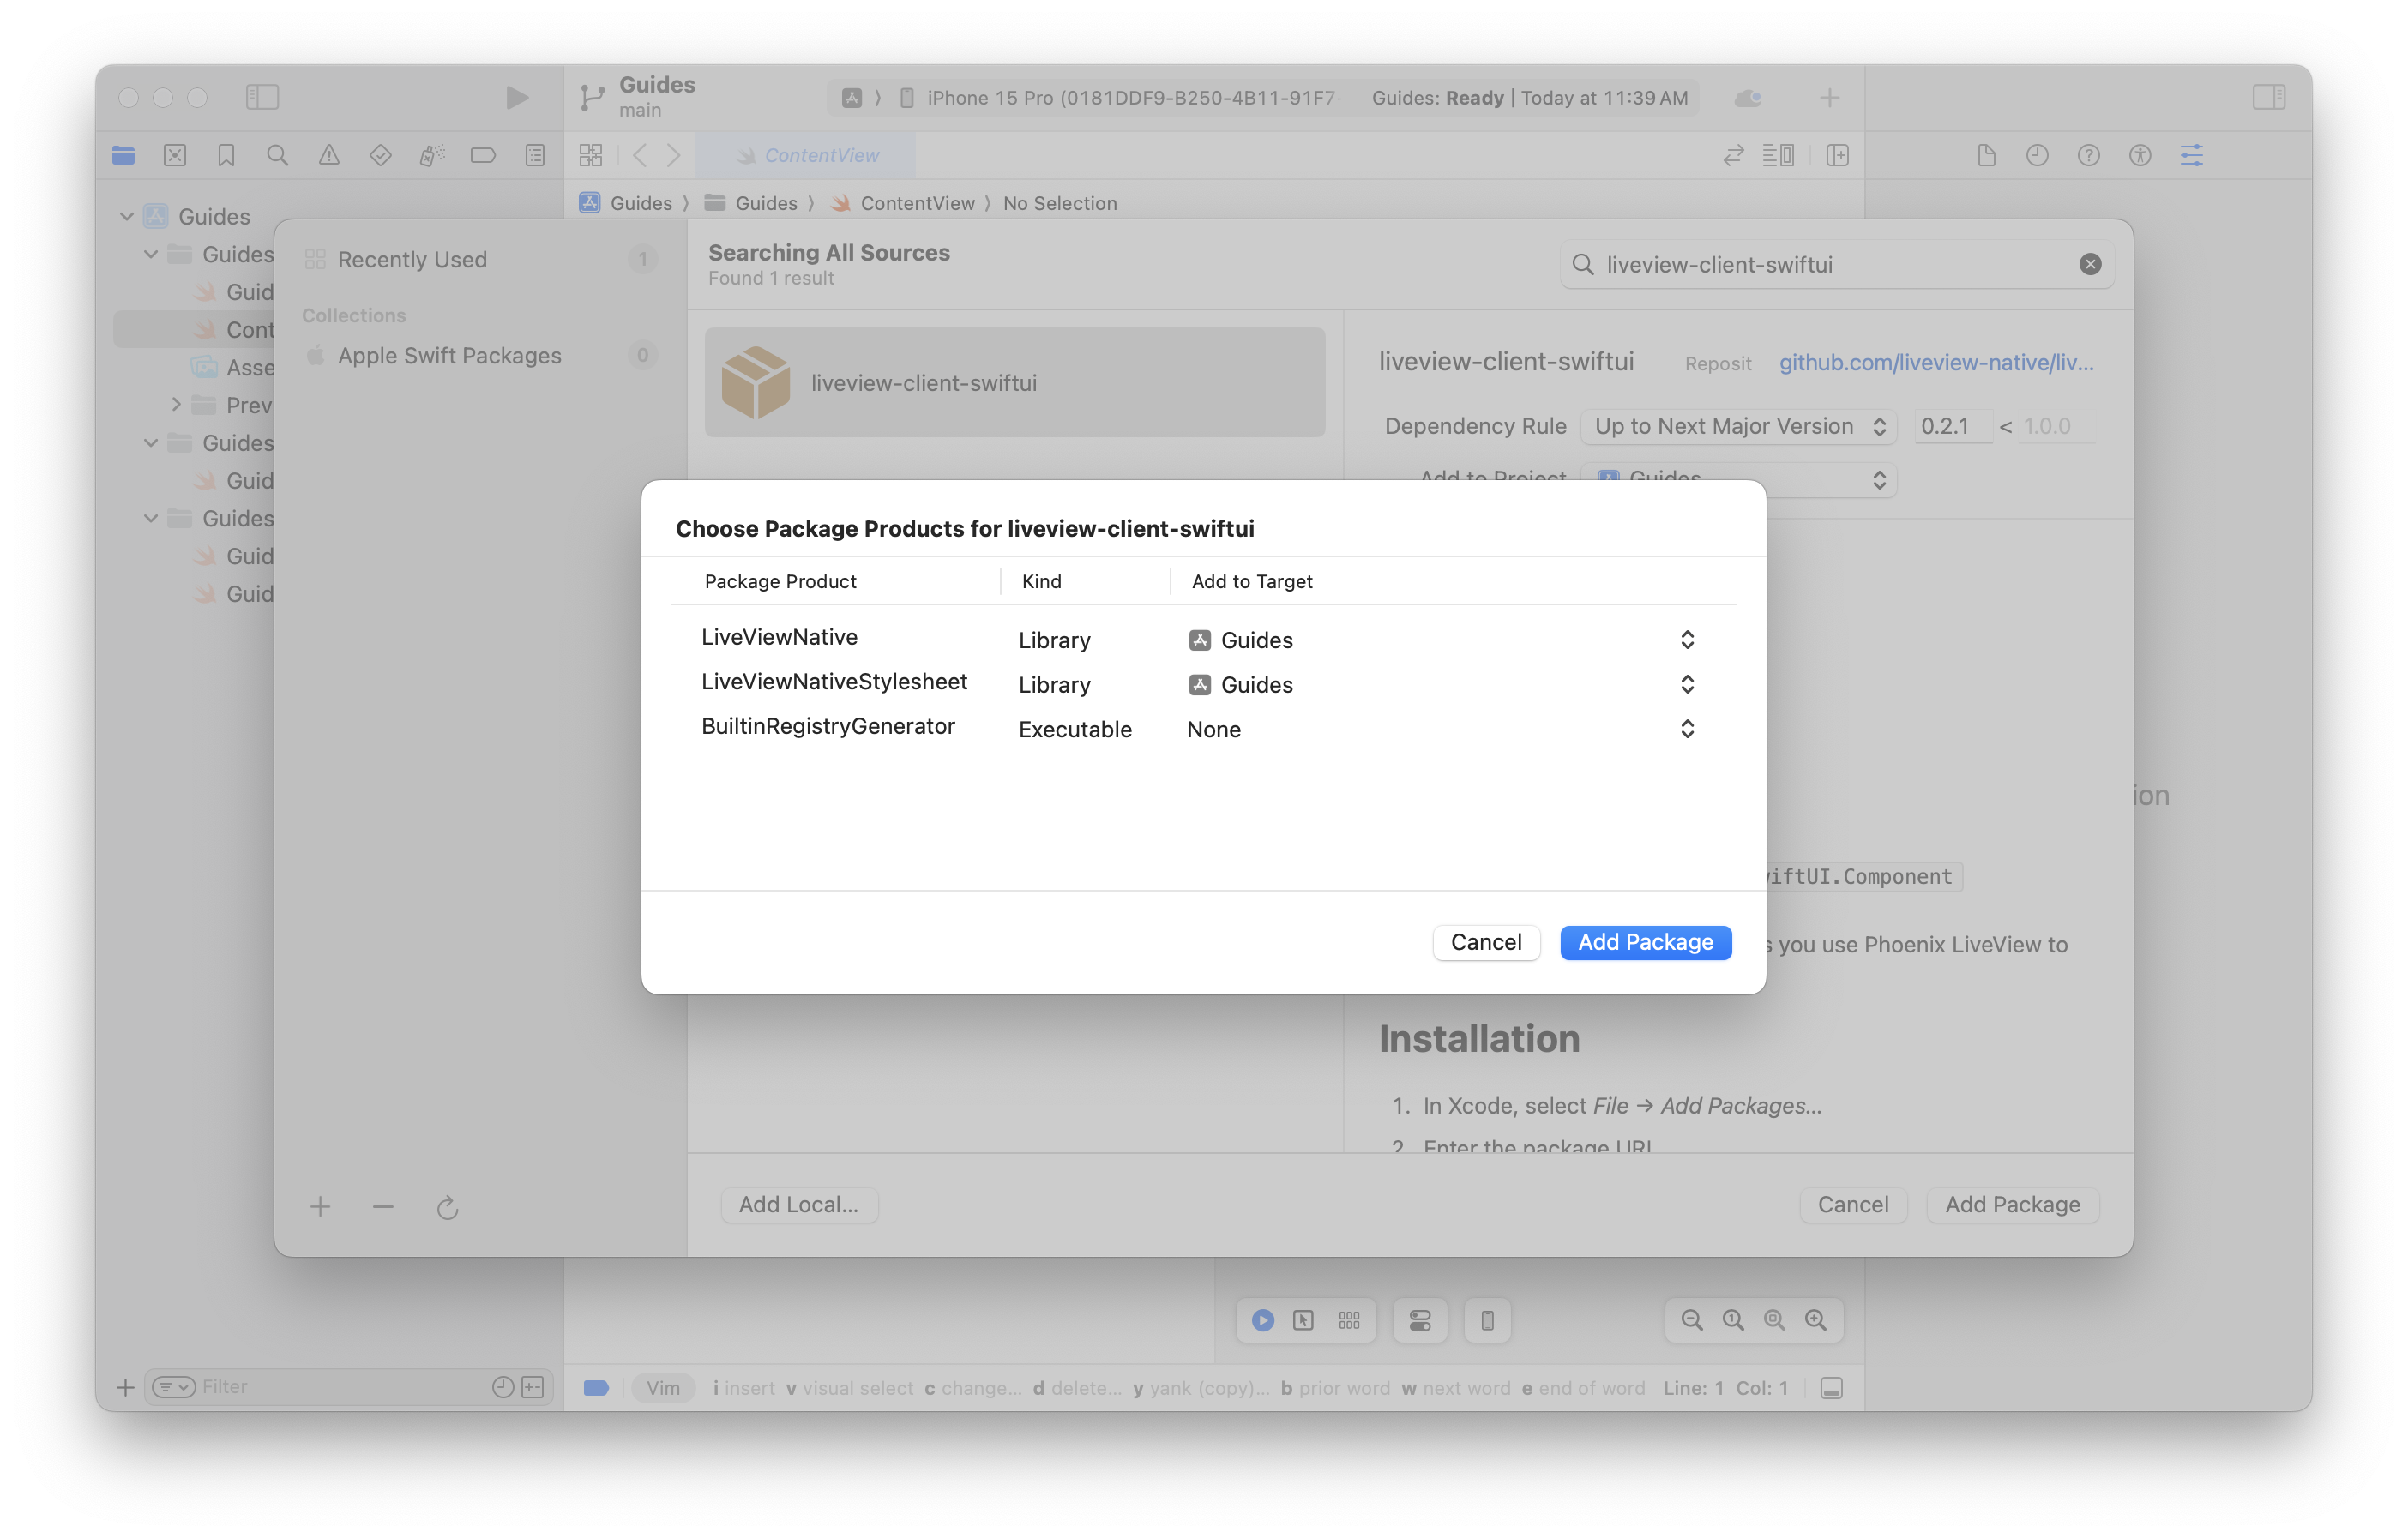 Guides
main
iPhone 15 Pro (0181DDF9-B250-4B11-91F7
Guides: Ready | Today at 11:39 AM
ContentView
Guides
Guides
ContentView
No Selection
Guides
Guides
Guid
Cont
Asse
Prev
Guides
Guid
Guides
Guid
Guid
Recently Used
1
Collections
Apple Swift Packages
0
Searching All Sources
Found 1 result
liveview-client-swiftui
liveview-client-swiftui
liveview-client-swiftui
Reposit
github.com/liveview-native/liv...
Dependency Rule
Up to Next Major Version
0.2.1 < 1.0.0
Add to Project
Guides
Choose Package Products for liveview-client-swiftui
Package Product Kind Add to Target
LiveViewNative Library Guides
LiveViewNativeStylesheet Library Guides
BuiltinRegistryGenerator Executable None
Cancel
Add Package
ion
iftUI.Component
s you use Phoenix LiveView to
Installation
1. In Xcode, select File → Add Packages...
2. Enter the package URL
Add Local...
Cancel
Add Package
Filter
Vim
i insert v visual select c change... d delete... y yank (copy)... b prior word w next word e end of word
Line: 1 Col: 1